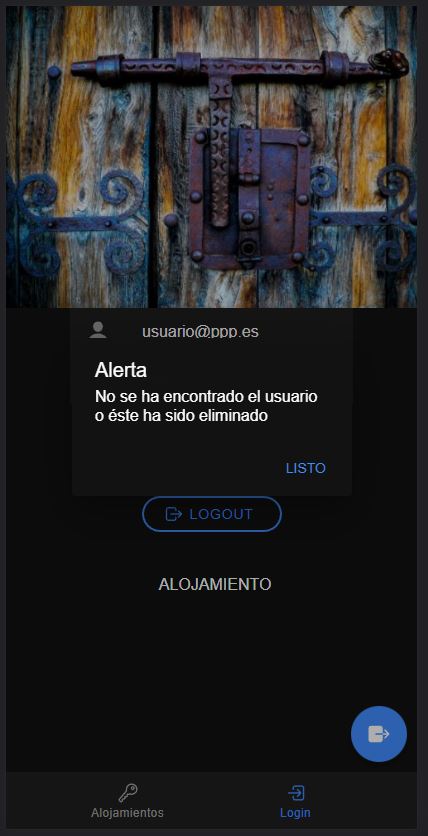 usuario@ppp.es
Alerta
No se ha encontrado el usuario
o éste ha sido eliminado
LISTO
LOGOUT
ALOJAMIENTO
Alojamientos
Login